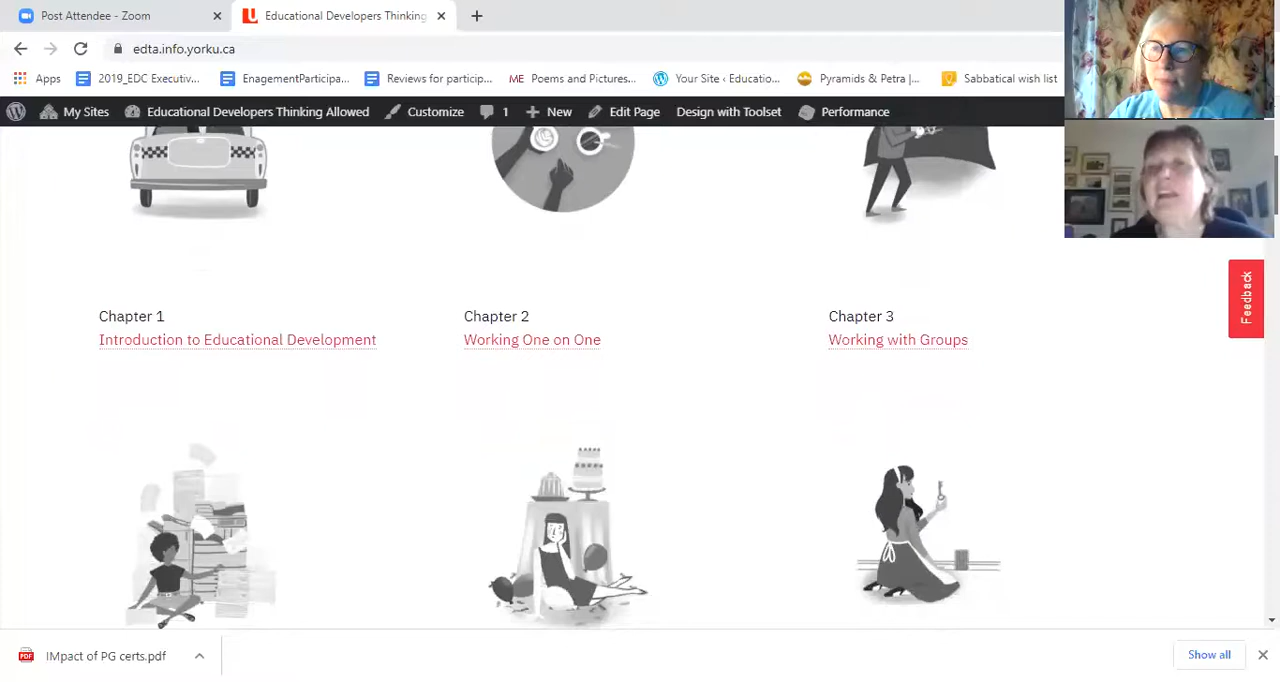 Post Attendee - Zoom
Educational Developers Thinking
edta.info.yorku.ca
Apps
2019_EDC Executiv...
EnagementParticipa...
Reviews for particip...
ME Poems and Pictures...
Your Site ‹ Educatio...
Pyramids & Petra |...
Sabbatical wish list
My Sites
Educational Developers Thinking Allowed
Customize
1
New
Edit Page
Design with Toolset
Performance
Feedback
Chapter 1
Introduction to Educational Development
Chapter 2
Working One on One
Chapter 3
Working with Groups
IMpact of PG certs.pdf
Show all